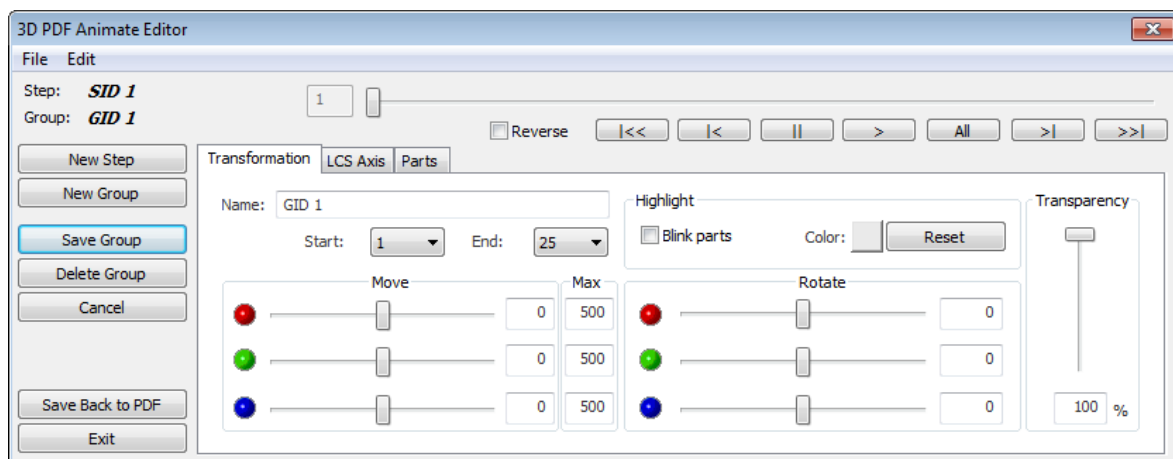 3D PDF Animate Editor
File Edit
Step: SID 1
Group: GID 1
1
Reverse |<< |< || > All >| >>|
New Step
New Group
Save Group
Delete Group
Cancel
Save Back to PDF
Exit
Transformation LCS Axis Parts
Name: GID 1
Start: 1 End: 25
Highlight
Blink parts Color: Reset
Transparency
100 %
Move Max
0 500
0 500
0 500
Rotate
0
0
0